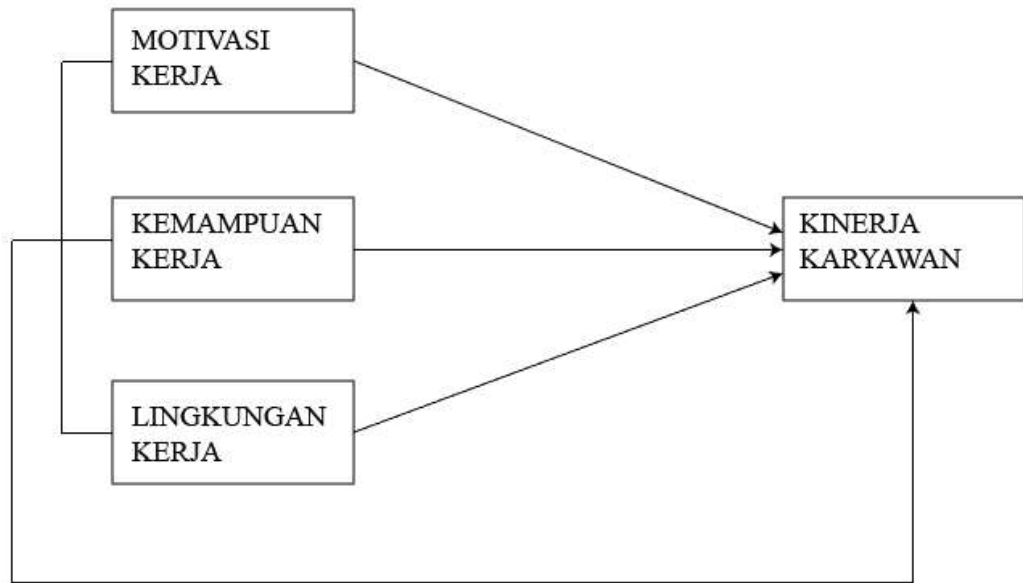 MOTIVASI
KERJA
KEMAMPUAN
KERJA
KINERJA
KARYAWAN
LINGKUNGAN
KERJA